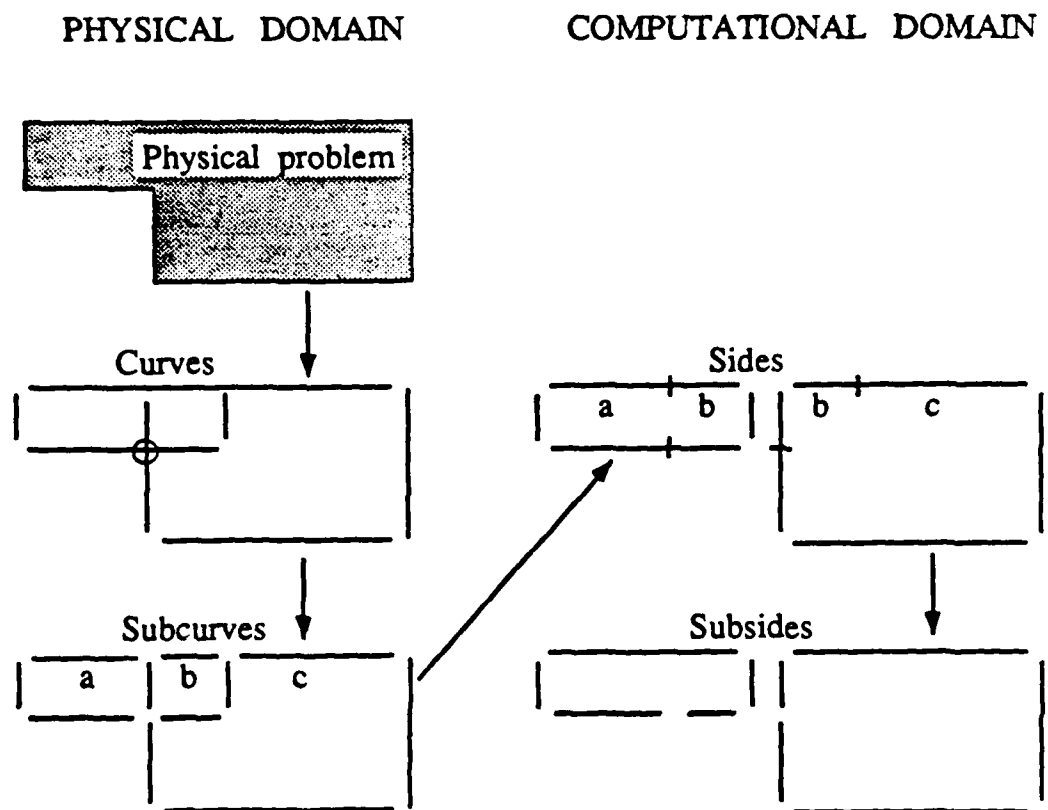 PHYSICAL DOMAIN
COMPUTATIONAL DOMAIN
Physical problem
Curves
Sides
a b b c
Subcurves
Subsides
a b c